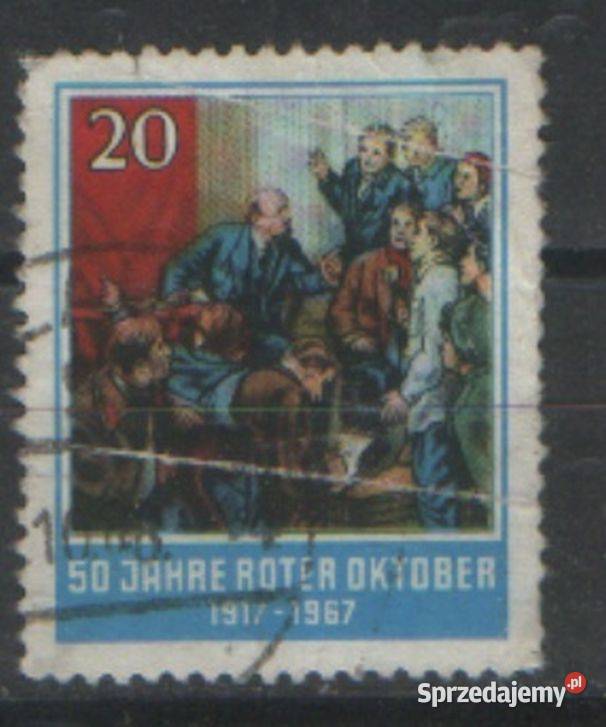 20
50 JAHRE ROTER OKTOBER
1917-1967
Sprzedajemy.pl